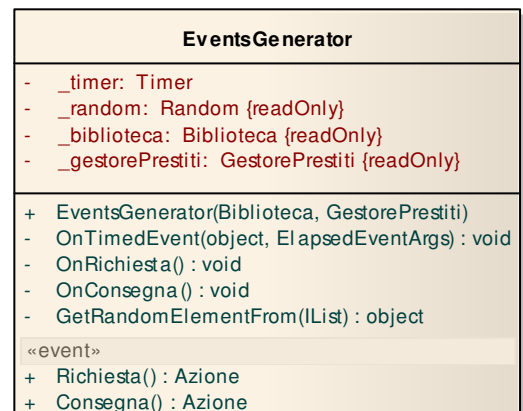 EventsGenerator
- _timer: Timer
- _random: Random {readOnly}
- _biblioteca: Biblioteca {readOnly}
- _gestorePrestiti: GestorePrestiti {readOnly}
+ EventsGenerator(Biblioteca, GestorePrestiti)
- OnTimedEvent(object, ElapsedEventArgs) : void
- OnRichiesta() : void
- OnConsegna() : void
- GetRandomElementFrom(IList) : object
«event»
+ Richiesta() : Azione
+ Consegna() : Azione